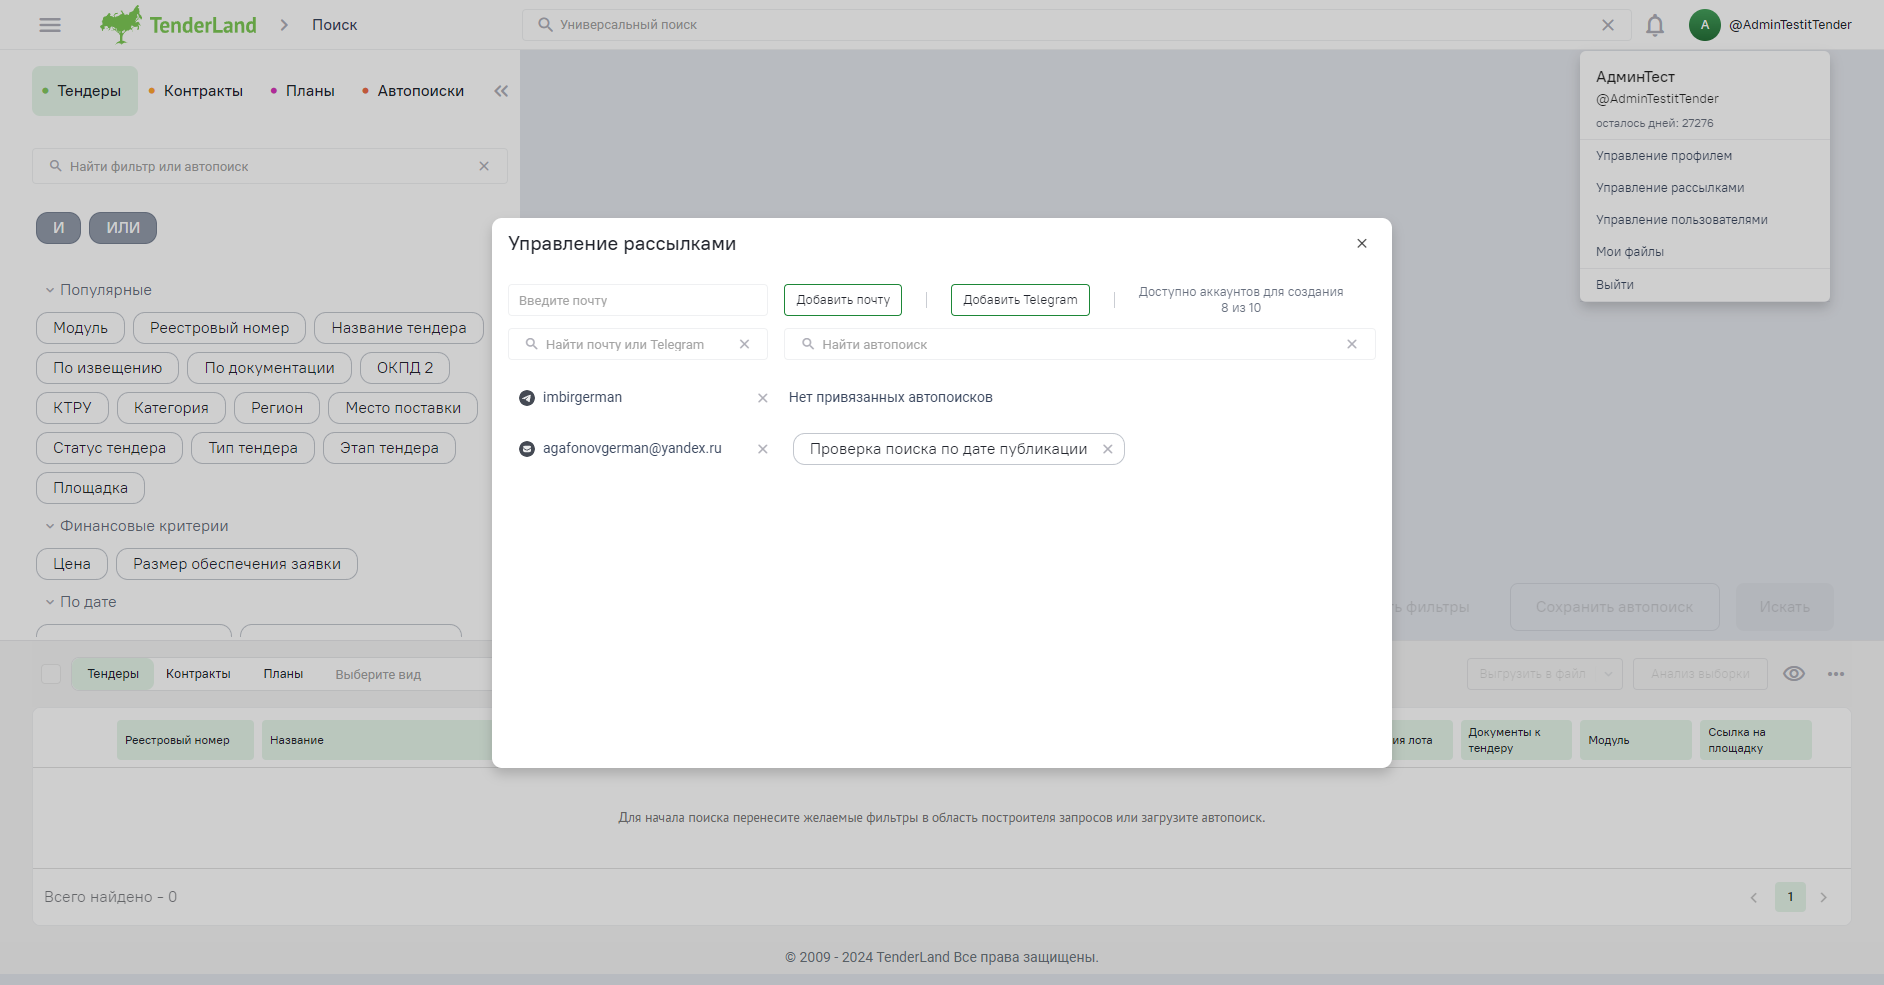 TenderLand
Поиск
Универсальный поиск
A
@AdminTestitTender
Тендеры
Контракты
Планы
Автопоиски
АдминТест
@AdminTestitTender
осталось дней: 27276
Управление профилем
Управление рассылками
Управление пользователями
Мои файлы
Выйти
Найти фильтр или автопоиск
И
ИЛИ
Популярные
Модуль
Реестровый номер
Название тендера
По извещению
По документации
ОКПД 2
КТРУ
Категория
Регион
Место поставки
Статус тендера
Тип тендера
Этап тендера
Площадка
Финансовые критерии
Цена
Размер обеспечения заявки
По дате
Управление рассылками
Введите почту
Добавить почту
Добавить Telegram
Доступно аккаунтов для создания
8 из 10
Найти почту или Telegram
Найти автопоиск
imbirgerman
Нет привязанных автопоисков
agafonovgerman@yandex.ru
Проверка поиска по дате публикации
ь фильтры
Сохранить автопоиск
Искать
Тендеры
Контракты
Планы
Выберите вид
Выгрузить в файл
Анализ выборки
Реестровый номер
Название
ия лота
Документы к
тендеру
Модуль
Ссылка на
площадку
Для начала поиска перенесите желаемые фильтры в область построителя запросов или загрузите автопоиск.
Всего найдено - 0
1
© 2009 - 2024 TenderLand Все права защищены.